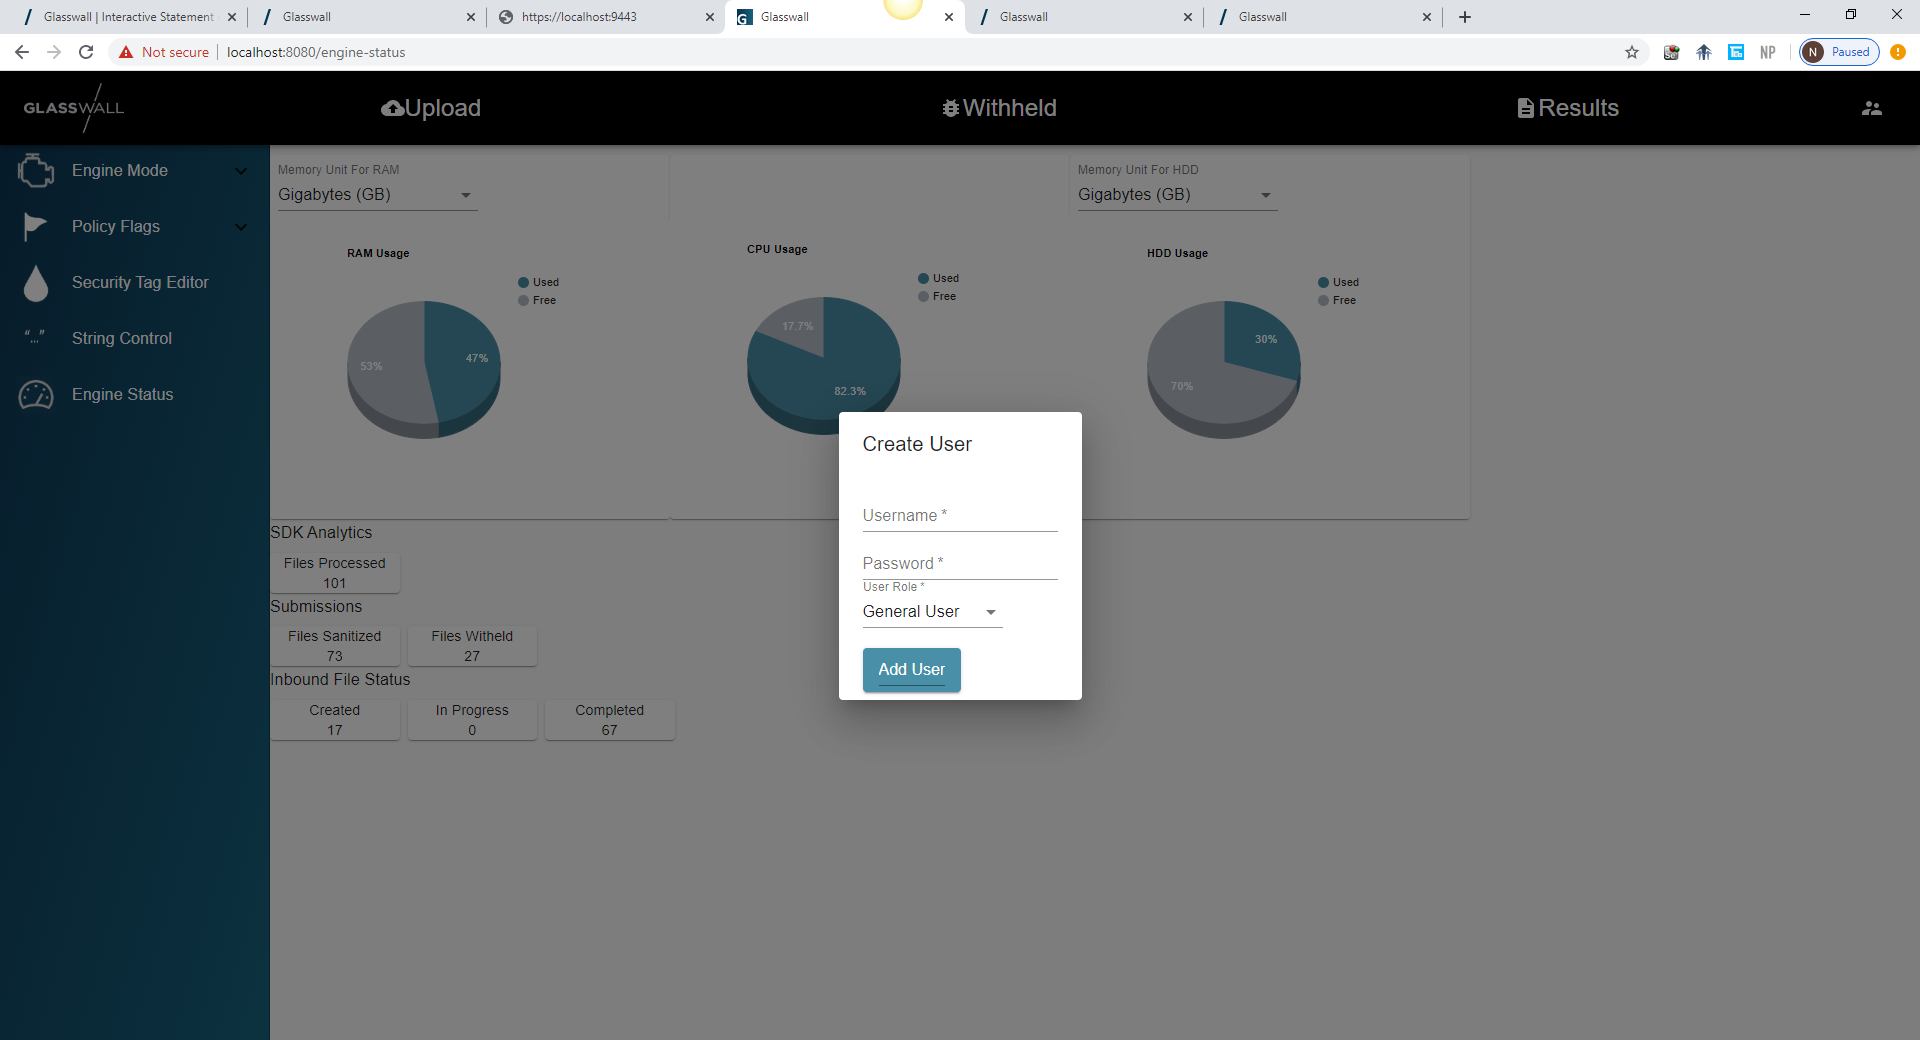 Glasswall | Interactive Statement
Glasswall
https://localhost:9443
Glasswall
Glasswall
Glasswall
Not secure
localhost:8080/engine-status
NP
N
Paused
GLASSWALL
Upload
Withheld
Results
Engine Mode
Policy Flags
Security Tag Editor
String Control
Engine Status
Memory Unit For RAM
Gigabytes (GB)
Memory Unit For HDD
Gigabytes (GB)
RAM Usage
Used
Free
47%
53%
CPU Usage
Used
Free
17.7%
82.3%
HDD Usage
Used
Free
30%
70%
Create User
Username *
Password *
User Role *
General User
Add User
SDK Analytics
Files Processed
101
Submissions
Files Sanitized
73
Files Witheld
27
Inbound File Status
Created
17
In Progress
0
Completed
67